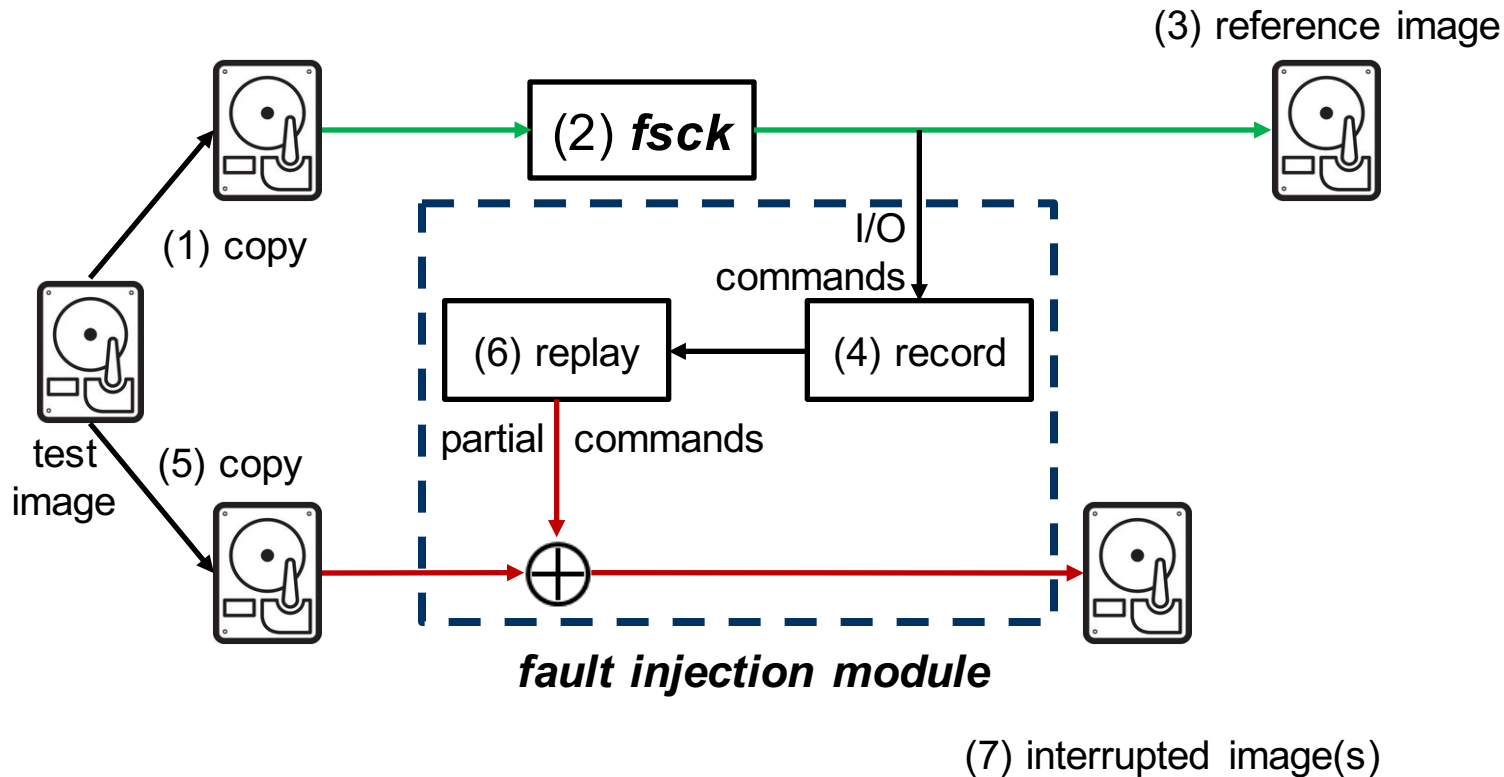 (3) reference image
(2) fsck
(1) copy
I/O
commands
(6) replay
(4) record
partial commands
test
image
(5) copy
fault injection module
(7) interrupted image(s)